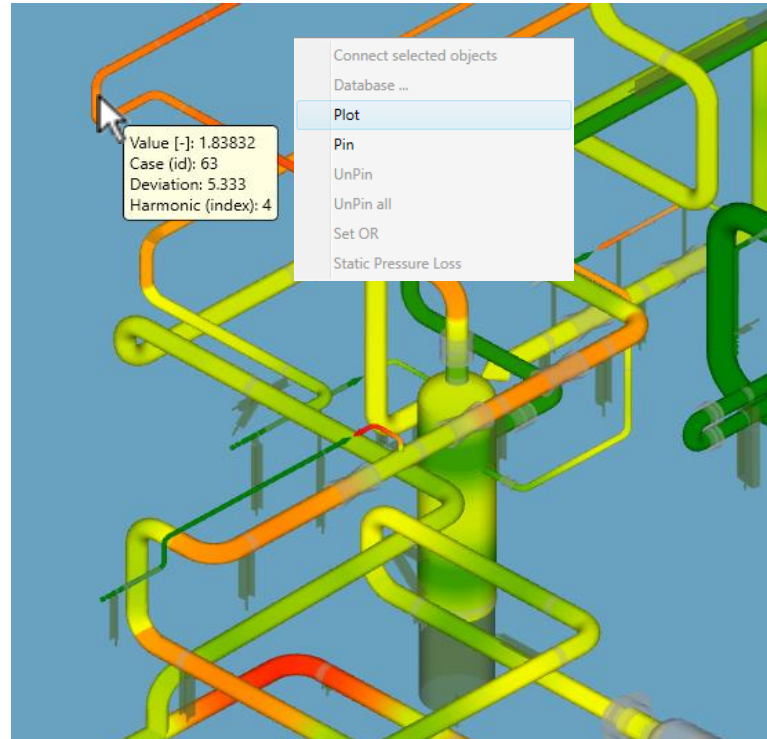 Connect selected objects
Database ...
Plot
Pin
UnPin
UnPin all
Set OR
Static Pressure Loss
Value [-]: 1.83832
Case (id): 63
Deviation: 5.333
Harmonic (index): 4